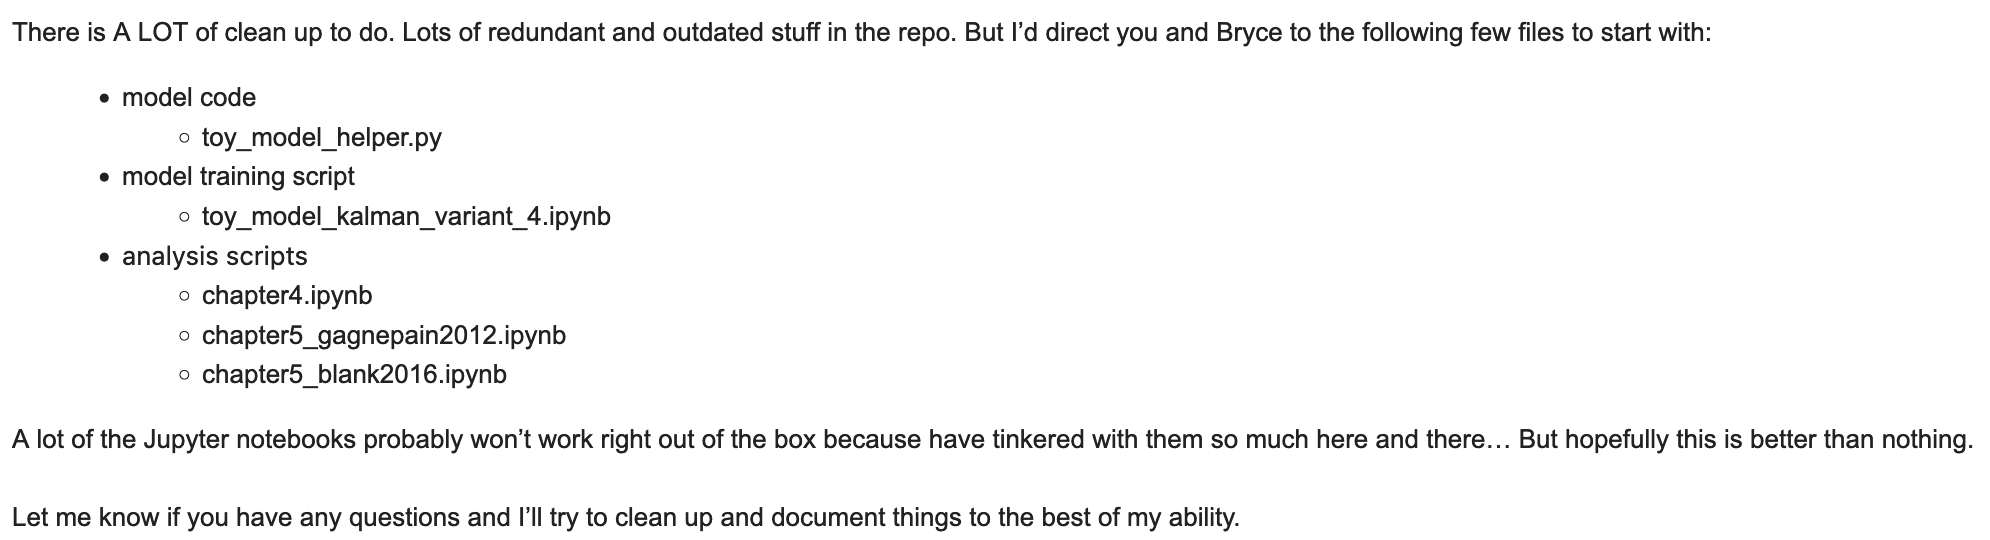 There is A LOT of clean up to do. Lots of redundant and outdated stuff in the repo. But I’d direct you and Bryce to the following few files to start with:
• model code
◦ toy_model_helper.py
• model training script
◦ toy_model_kalman_variant_4.ipynb
• analysis scripts
◦ chapter4.ipynb
◦ chapter5_gagnepain2012.ipynb
◦ chapter5_blank2016.ipynb
A lot of the Jupyter notebooks probably won’t work right out of the box because have tinkered with them so much here and there… But hopefully this is better than nothing.
Let me know if you have any questions and I’ll try to clean up and document things to the best of my ability.